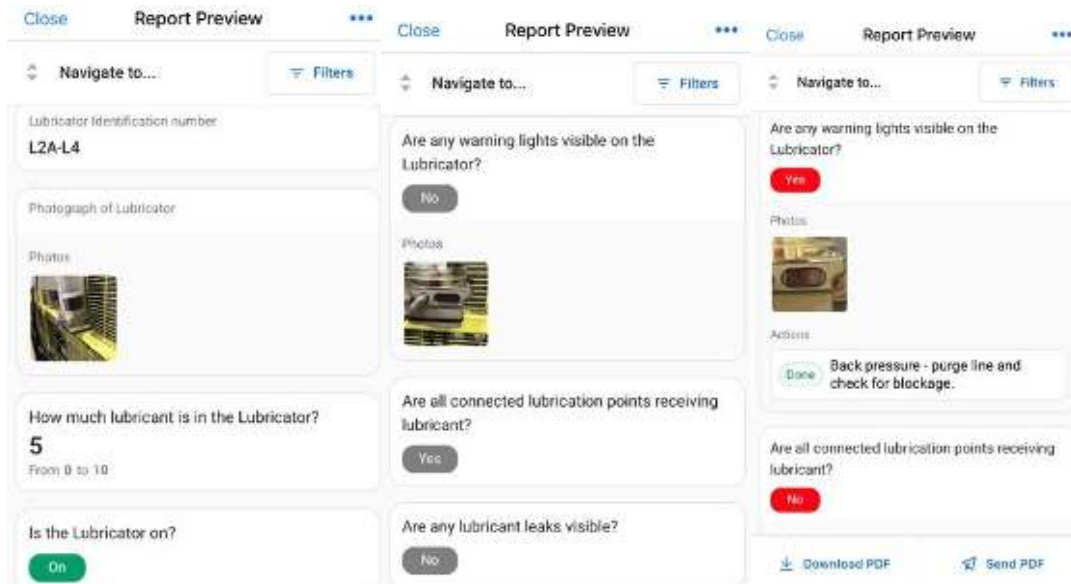 Close Report Preview •••
Navigate to... Filters
Lubricator Identification number
L2A-L4
Photograph of Lubricator
Photos
How much lubricant is in the Lubricator?
5
From 0 to 10
Is the Lubricator on?
On
Close Report Preview •••
Navigate to... Filters
Are any warning lights visible on the
Lubricator?
No
Photos
Are all connected lubrication points receiving
lubricant?
Yes
Are any lubricant leaks visible?
No
Close Report Preview •••
Navigate to... Filters
Are any warning lights visible on the
Lubricator?
Yes
Photos
Actions
Done Back pressure - purge line and
check for blockage.
Are all connected lubrication points receiving
lubricant?
No
Download PDF Send PDF